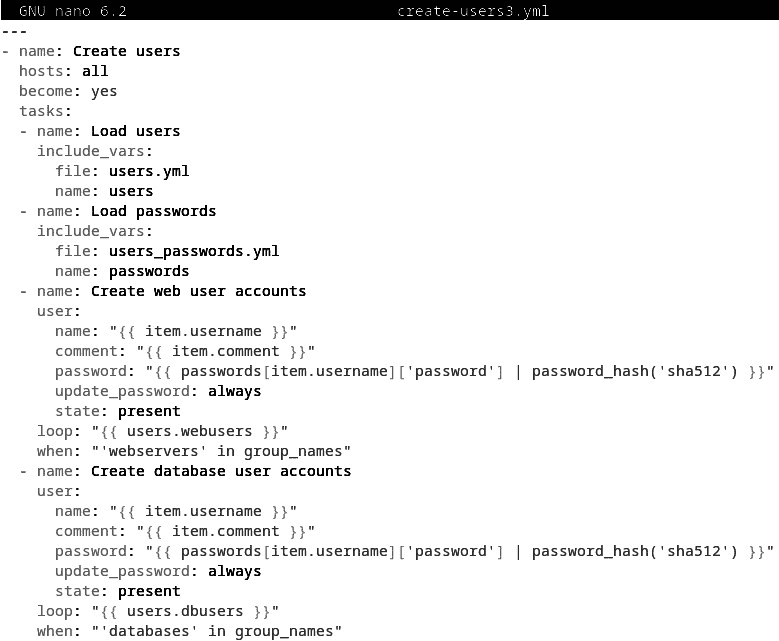 GNU nano 6.2 create-users3.yml
---
- name: Create users
  hosts: all
  become: yes
  tasks:
  - name: Load users
    include_vars:
      file: users.yml
      name: users
  - name: Load passwords
    include_vars:
      file: users_passwords.yml
      name: passwords
  - name: Create web user accounts
    user:
      name: "{{ item.username }}"
      comment: "{{ item.comment }}"
      password: "{{ passwords[item.username]['password'] | password_hash('sha512') }}"
      update_password: always
      state: present
    loop: "{{ users.webusers }}"
    when: "'webservers' in group_names"
  - name: Create database user accounts
    user:
      name: "{{ item.username }}"
      comment: "{{ item.comment }}"
      password: "{{ passwords[item.username]['password'] | password_hash('sha512') }}"
      update_password: always
      state: present
    loop: "{{ users.dbusers }}"
    when: "'databases' in group_names"